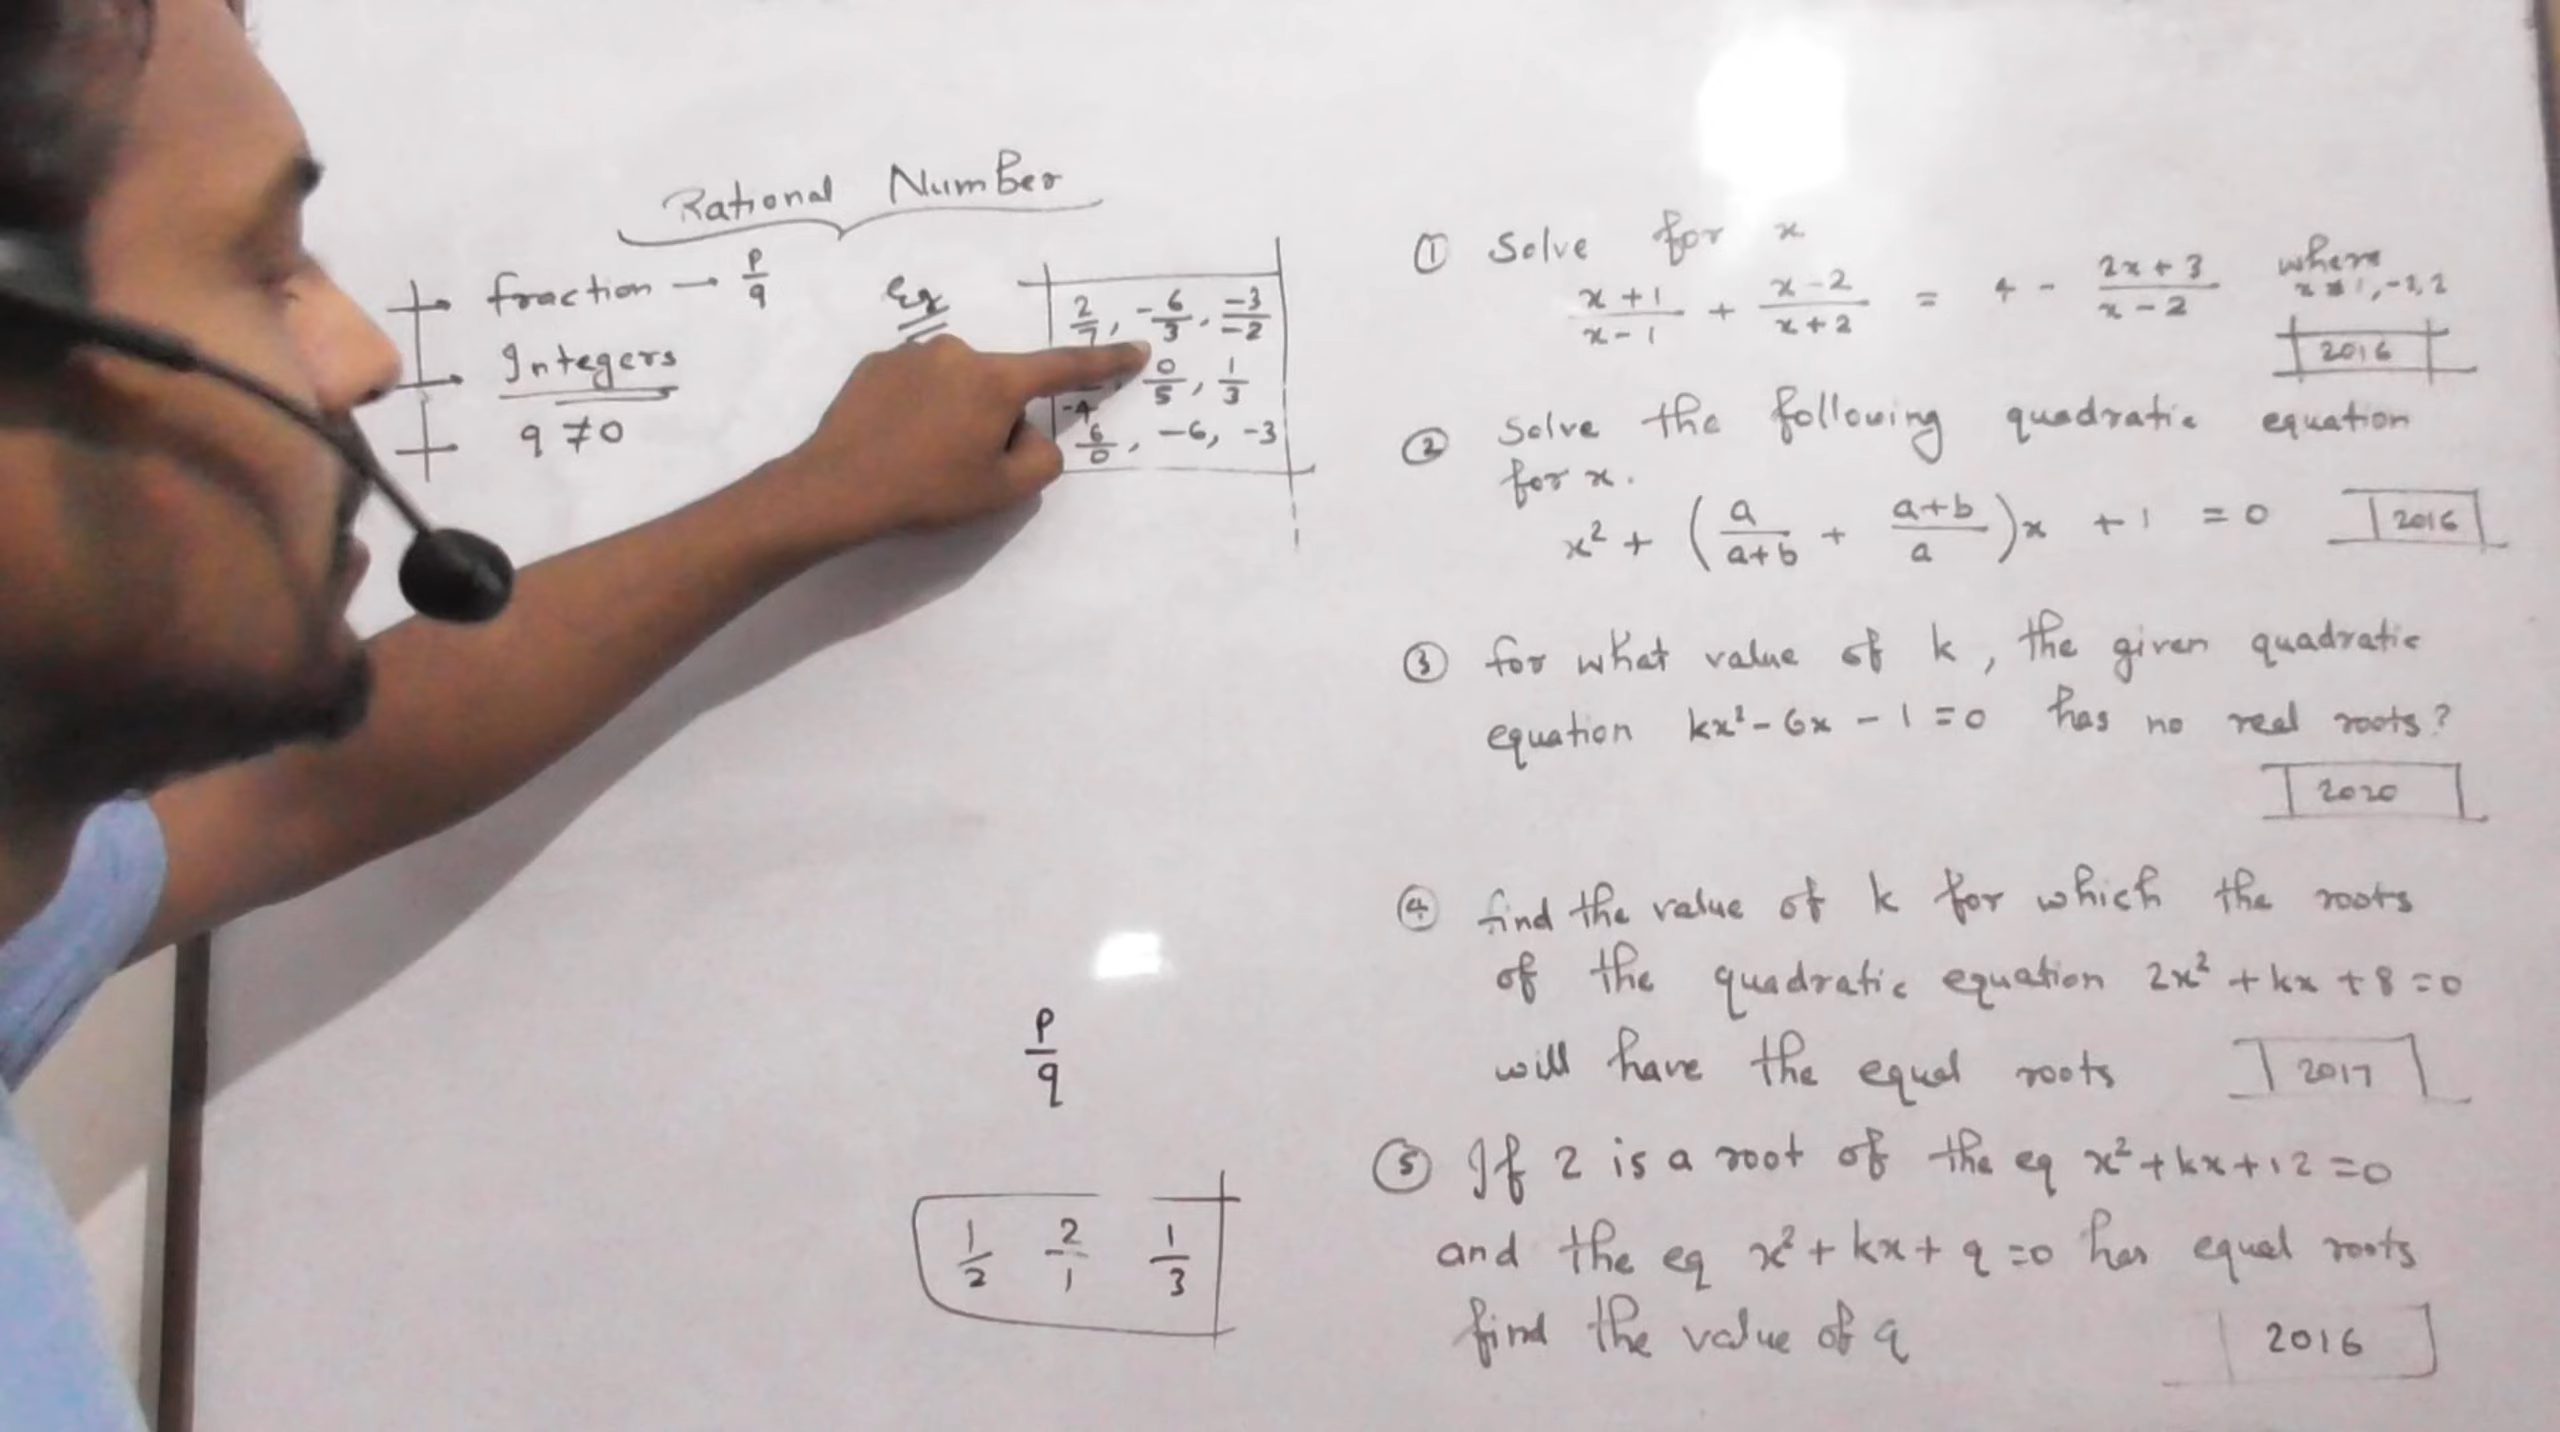 Rational Number
fraction → p/q
Integers
q ≠ 0
Eg
2/7, -6/3, -3/-2
-4, 0/5, 1/3
6/0, -6, -3
p/q
1/2 2/1 1/3
① Solve for x
x+1/x-1 + x-2/x+2 = 4 - 2x+3/x-2 where
x ≠ 1, -2, 2
2016
② Solve the following quadratic equation
for x.
x² + (a/a+b + a+b/a)x + 1 = 0 2016
③ for what value of k, the given quadratic
equation kx² - 6x - 1 = 0 has no real roots?
2020
④ find the value of k for which the roots
of the quadratic equation 2x² + kx + 8 = 0
will have the equal roots 2017
⑤ If 2 is a root of the eq x² + kx + 12 = 0
and the eq x² + kx + q = 0 has equal roots
find the value of q 2016